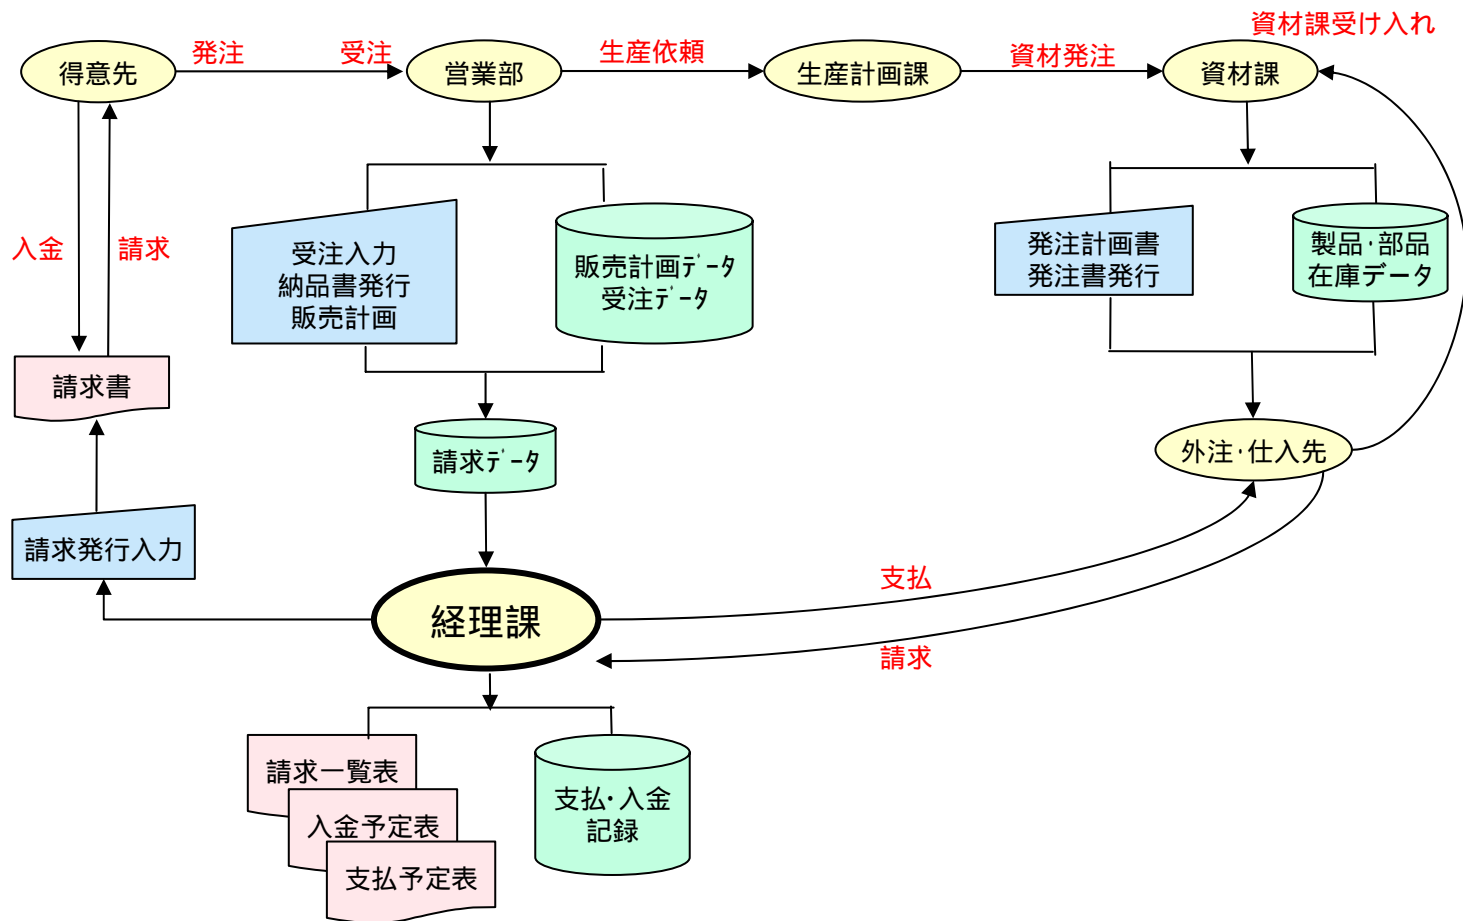 資材課受け入れ
発注
受注
生産依頼
資材発注
得意先
営業部
生産計画課
資材課
入金
請求
受注入力
納品書発行
販売計画
販売計画ﾃﾞｰﾀ
受注ﾃﾞｰﾀ
発注計画書
発注書発行
製品・部品
在庫データ
請求書
請求ﾃﾞｰﾀ
外注・仕入先
請求発行入力
支払
経理課
請求
請求一覧表
入金予定表
支払予定表
支払・入金
記録